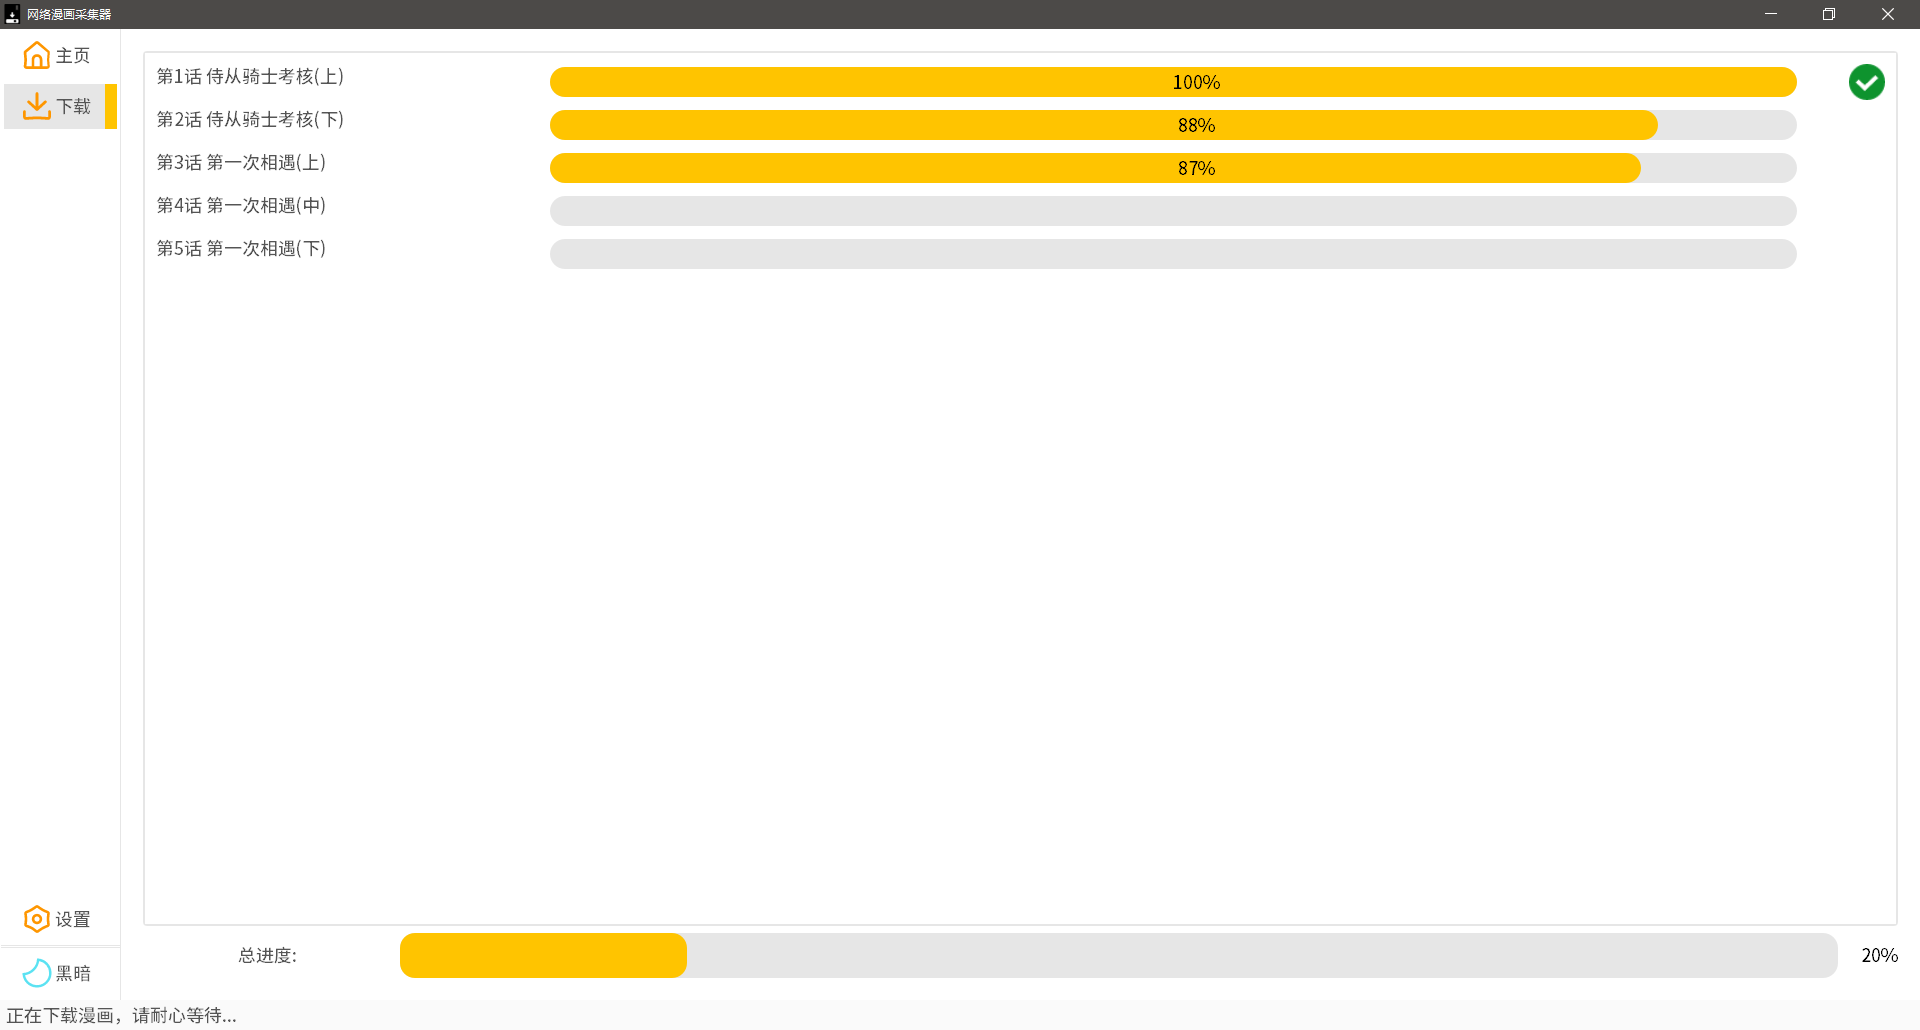 网络漫画采集器
主页
下载
第1话 侍从骑士考核(上)
100%
第2话 侍从骑士考核(下)
88%
第3话 第一次相遇(上)
87%
第4话 第一次相遇(中)
第5话 第一次相遇(下)
设置
黑暗
总进度:
20%
正在下载漫画，请耐心等待...